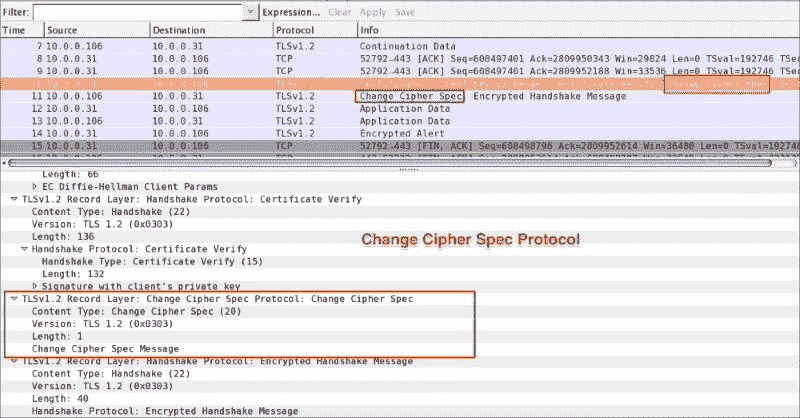 Filter: Expression... Clear Apply Save
Time Source Destination Protocol Info
7 10.0.0.106 10.0.0.31 TLSv1.2 Continuation Data
8 10.0.0.106 10.0.0.31 TCP 52792→443 [ACK] Seq=608497401 Ack=2809950343 Win=29824 Len=0 TSval=192746 TSec
9 10.0.0.106 10.0.0.31 TCP 52792→443 [ACK] Seq=608497401 Ack=2809952188 Win=33536 Len=0 TSval=192746 TSec
11 10.0.0.31 10.0.0.106 TLSv1.2 Change Cipher Spec, Encrypted Handshake Message
12 10.0.0.106 10.0.0.31 TLSv1.2 Application Data
13 10.0.0.31 10.0.0.106 TLSv1.2 Application Data
14 10.0.0.106 10.0.0.31 TLSv1.2 Encrypted Alert
15 10.0.0.106 10.0.0.31 TCP 52792→443 [FIN, ACK] Seq=608498796 Ack=2809952614 Win=36480 Len=0
Length: 66
EC Diffie-Hellman Client Params
TLSv1.2 Record Layer: Handshake Protocol: Certificate Verify
Content Type: Handshake (22)
Version: TLS 1.2 (0x0303)
Length: 136
Change Cipher Spec Protocol
Handshake Protocol: Certificate Verify
Handshake Type: Certificate Verify (15)
Length: 132
Signature with client's private key
TLSv1.2 Record Layer: Change Cipher Spec Protocol: Change Cipher Spec
Content Type: Change Cipher Spec (20)
Version: TLS 1.2 (0x0303)
Length: 1
Change Cipher Spec Message
TLSv1.2 Record Layer: Handshake Protocol: Encrypted Handshake Message
Content Type: Handshake (22)
Version: TLS 1.2 (0x0303)
Length: 40
Handshake Protocol: Encrypted Handshake Message